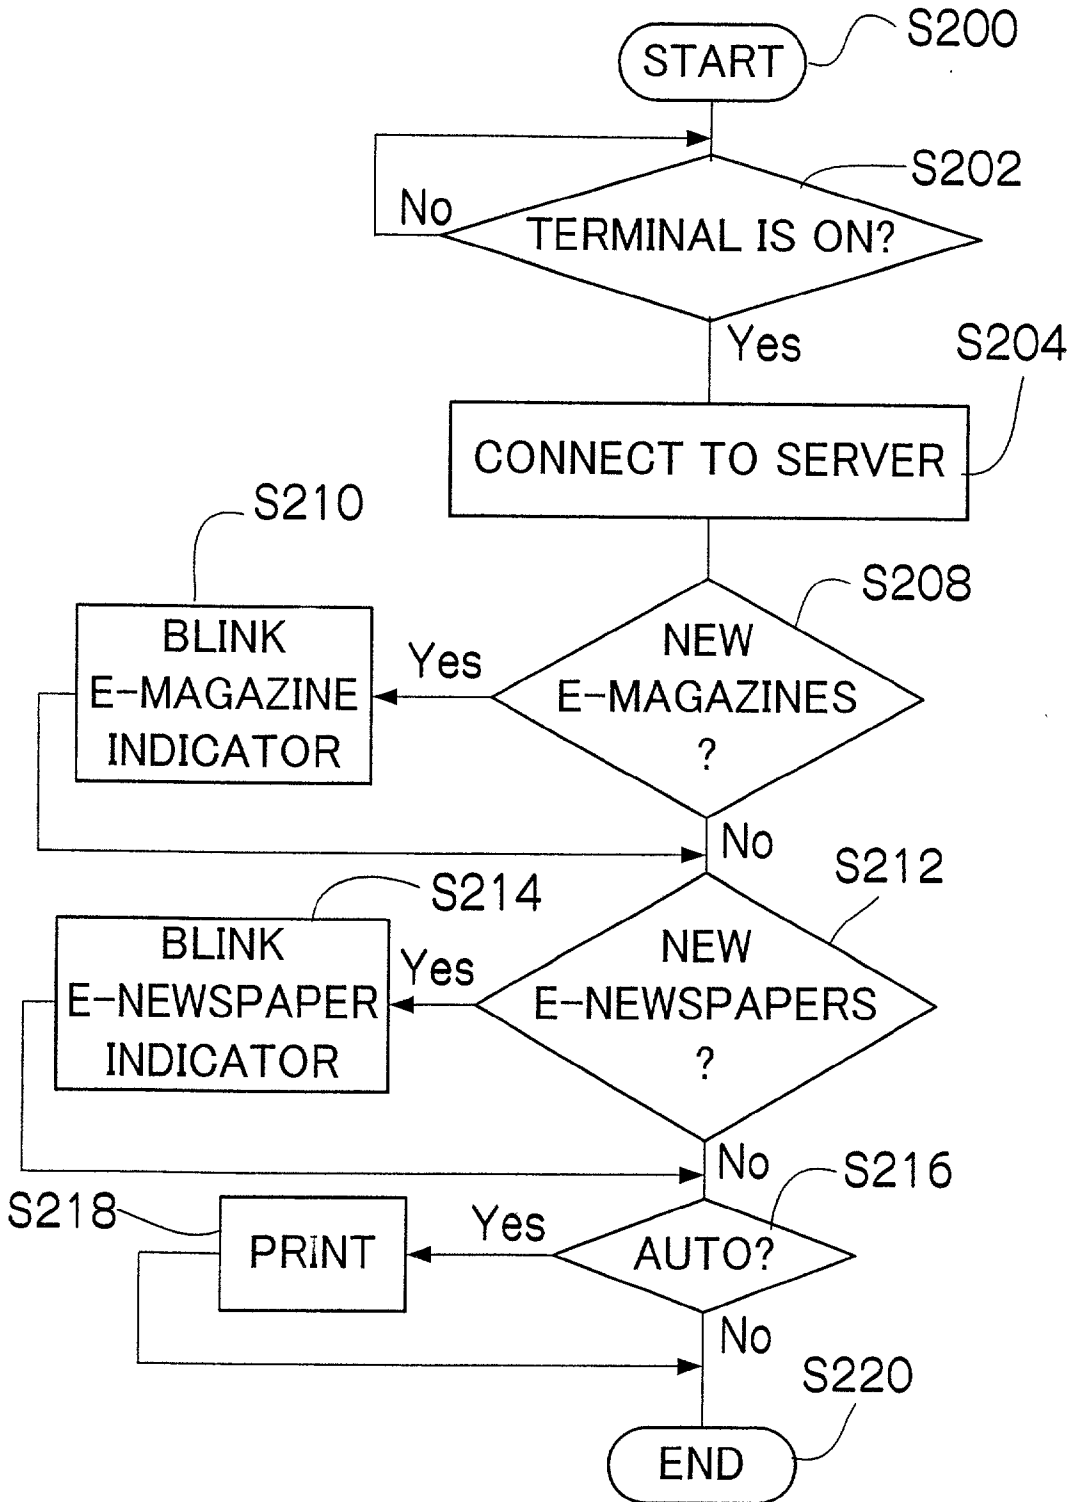 START
S200
S202
No
TERMINAL IS ON?
Yes
S204
CONNECT TO SERVER
S210
S208
BLINK
E-MAGAZINE
INDICATOR
Yes
NEW
E-MAGAZINES
?
No
S212
S214
BLINK
E-NEWSPAPER
INDICATOR
Yes
NEW
E-NEWSPAPERS
?
No
S216
S218
PRINT
Yes
AUTO?
No
S220
END